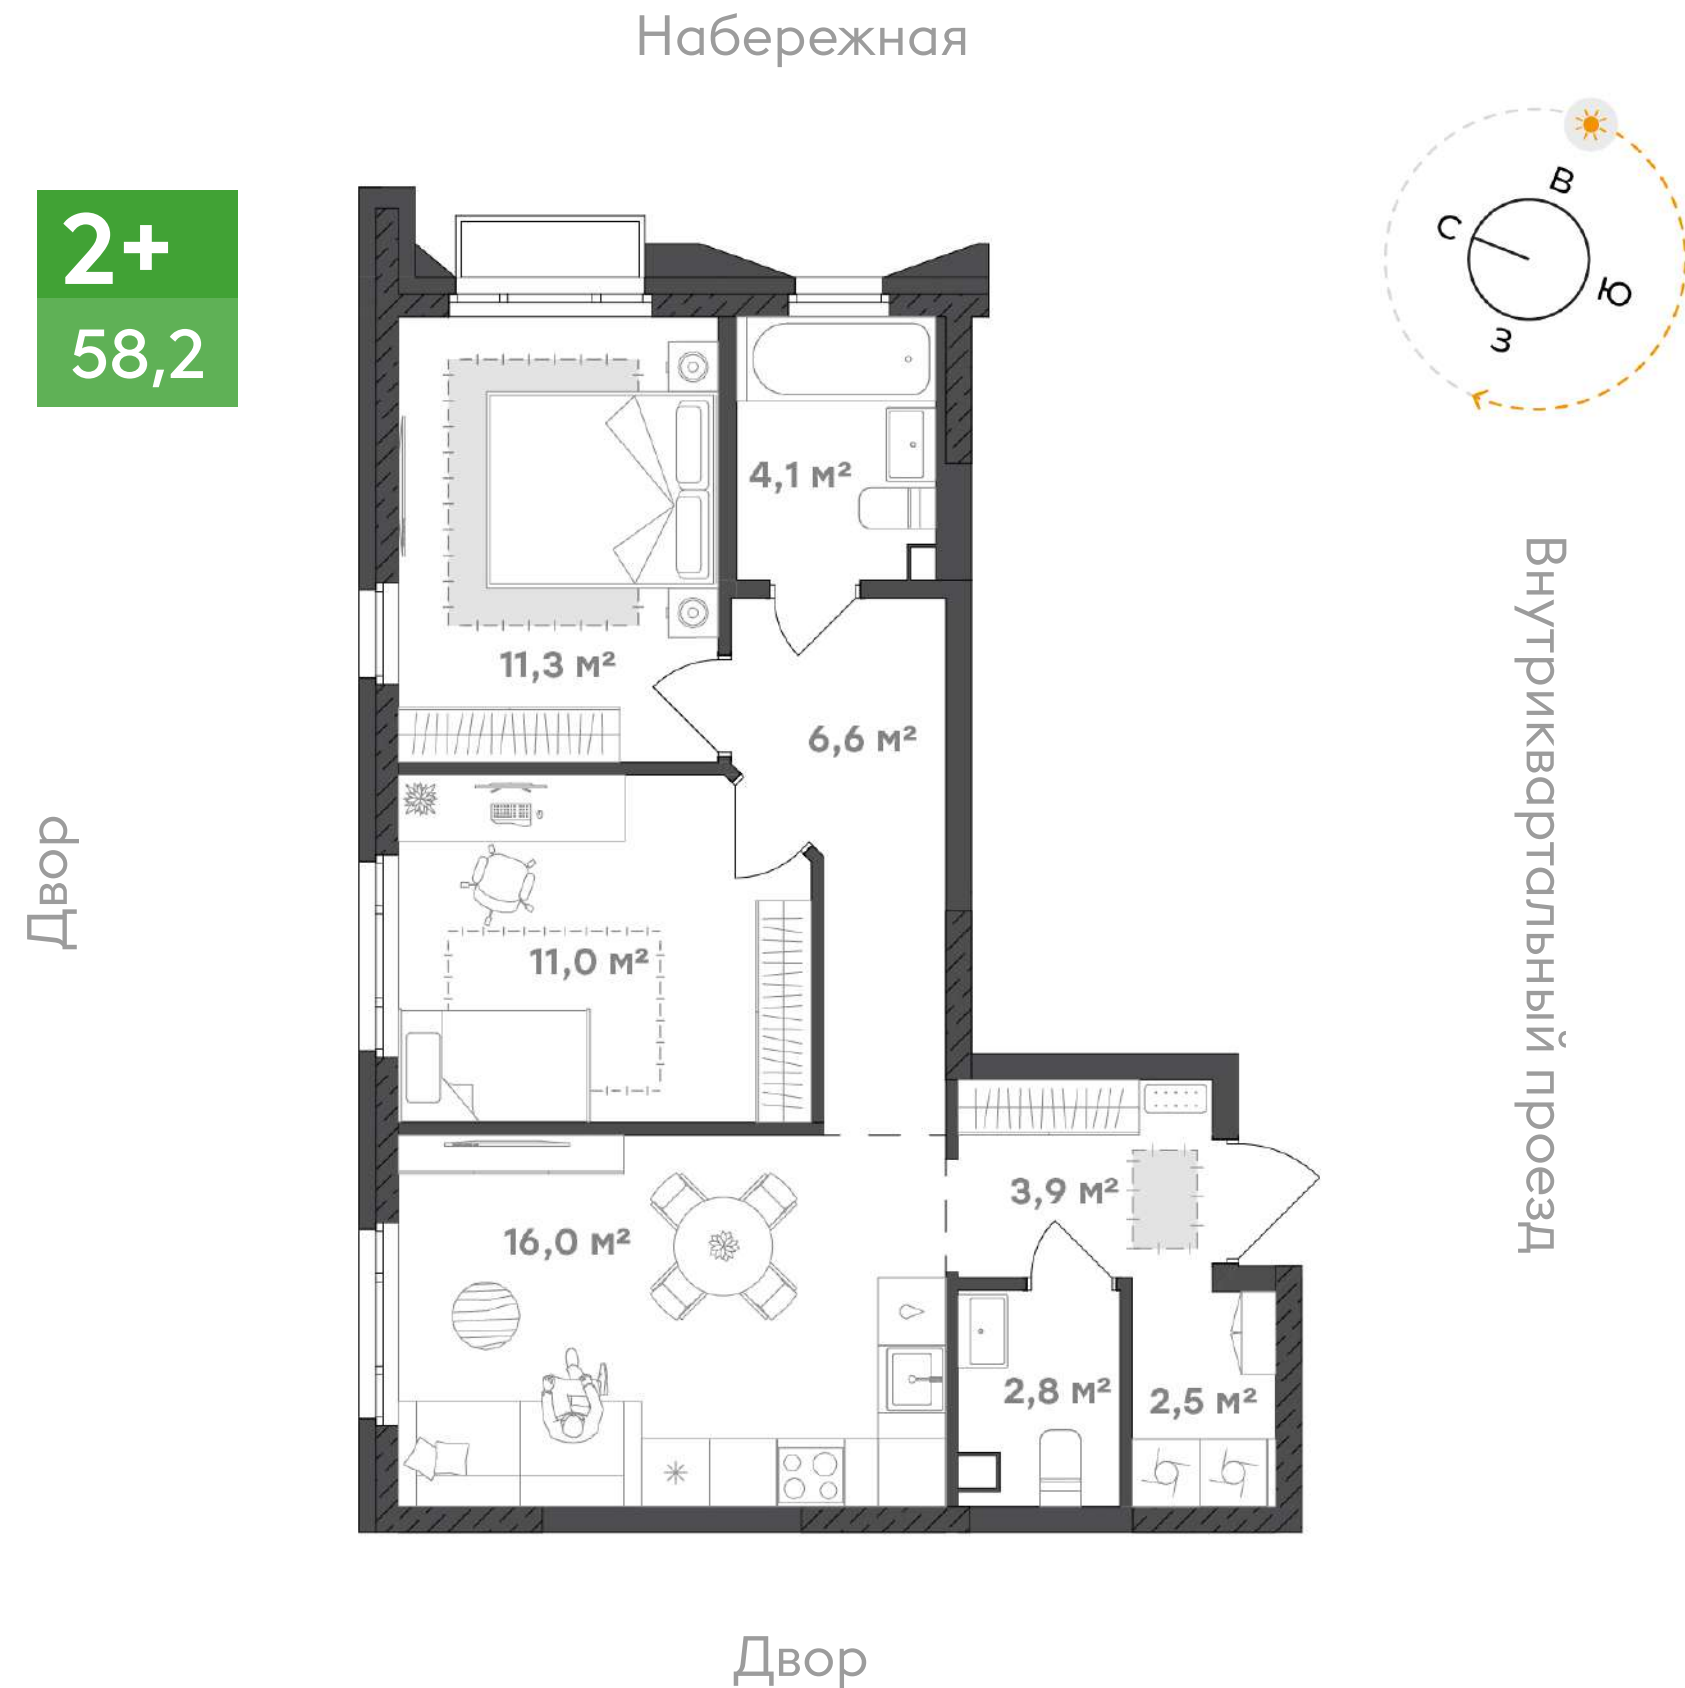 Набережная
2+
58,2
В
С
Ю
З
4,1 м²
11,3 м²
6,6 м²
11,0 м²
3,9 м²
16,0 м²
2,8 м²
2,5 м²
Двор
Внутриквартальный проезд
Двор